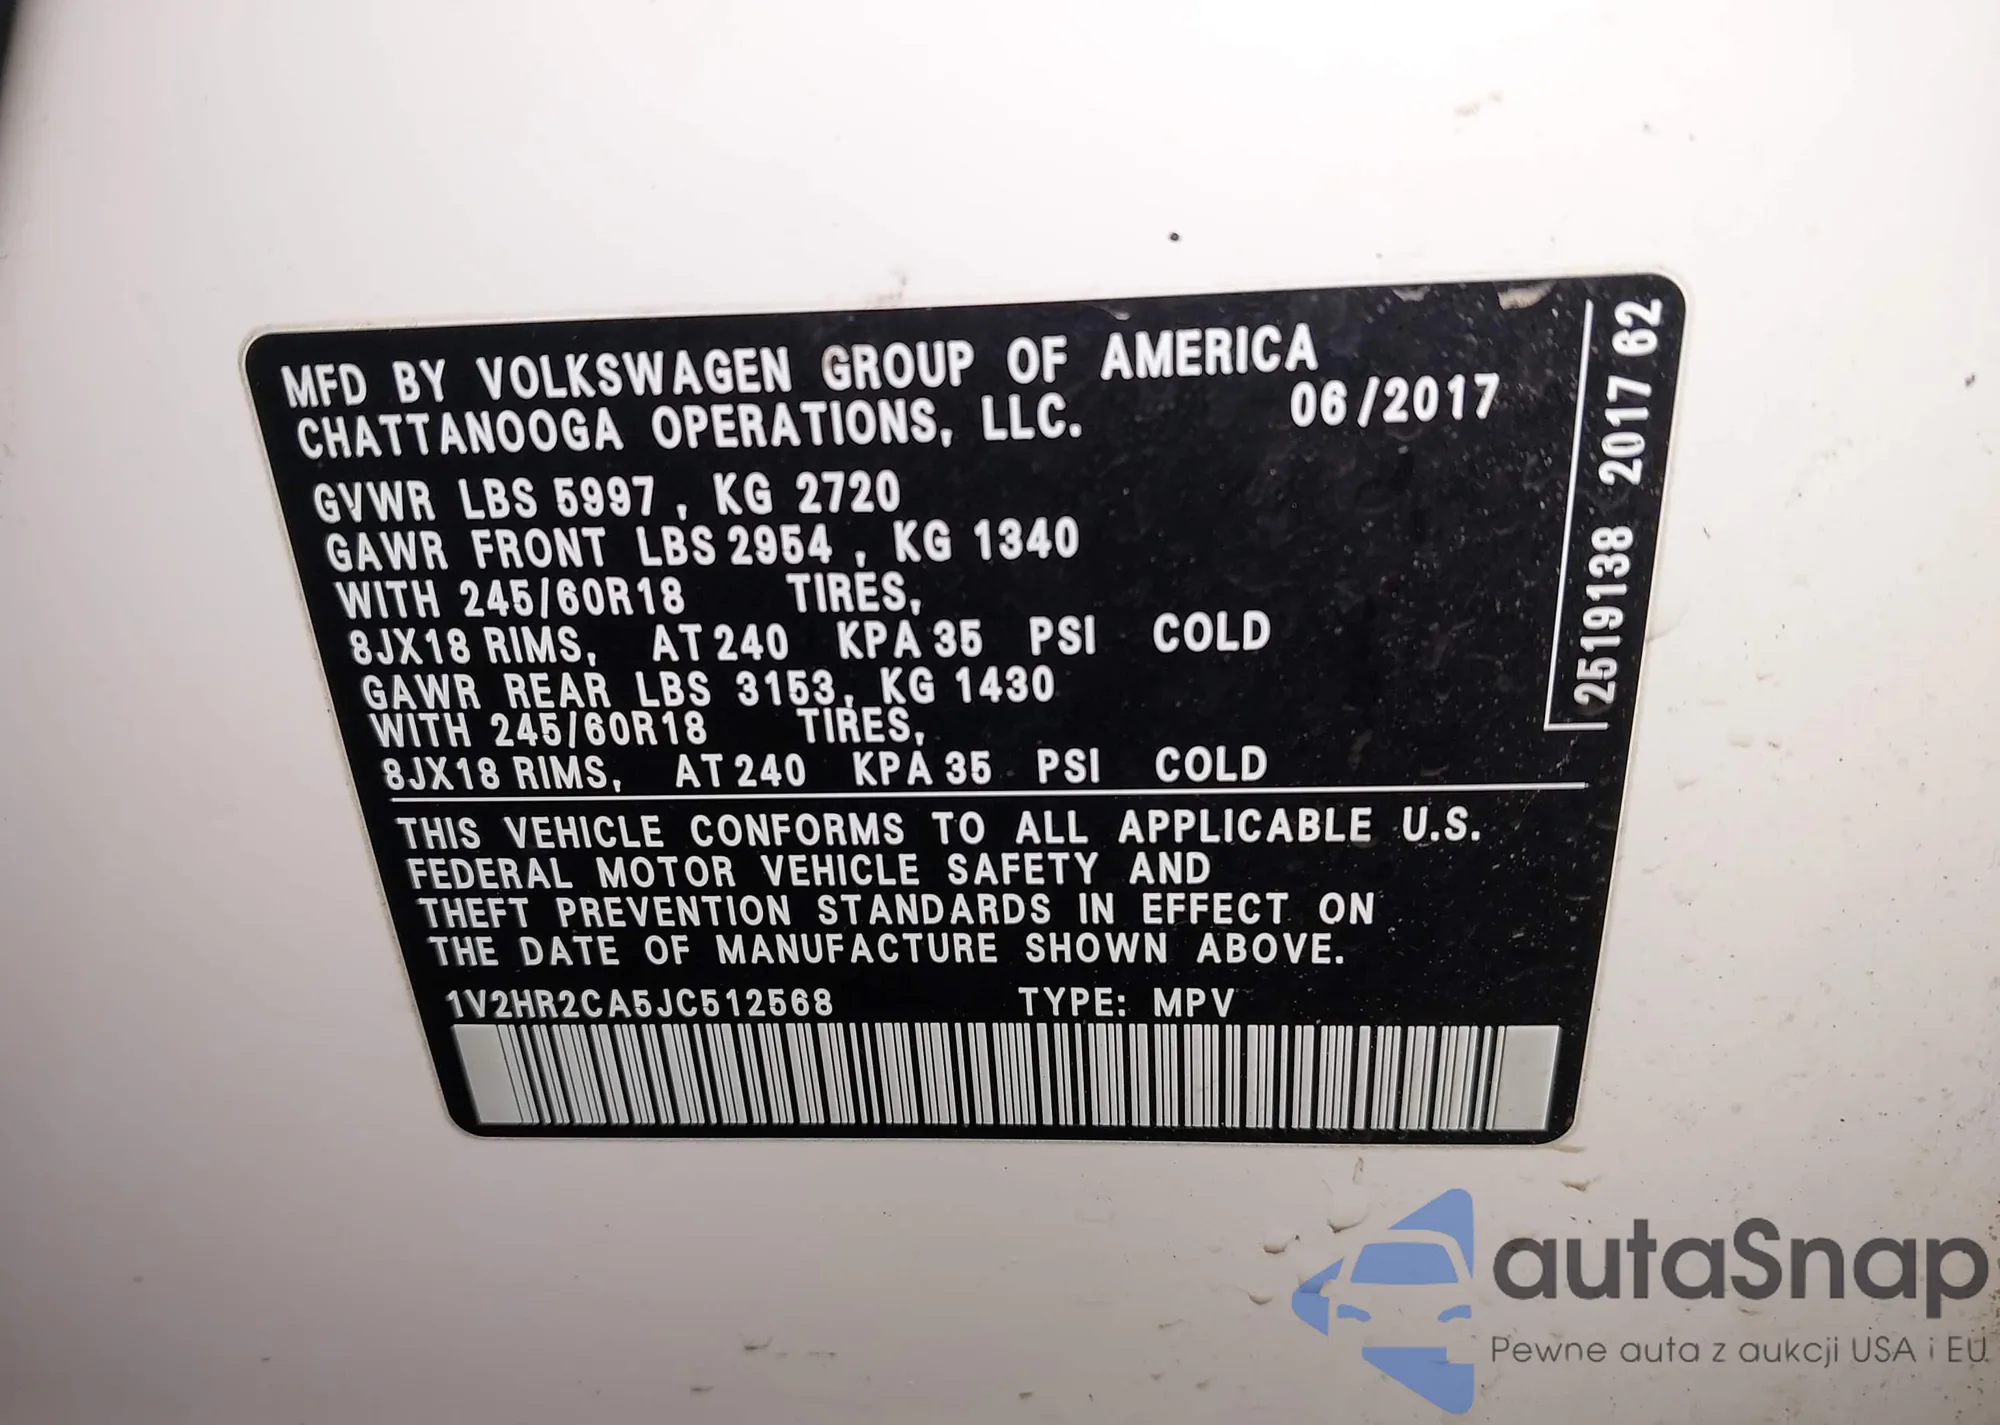 MFD BY VOLKSWAGEN GROUP OF AMERICA
CHATTANOOGA OPERATIONS, LLC. 06/2017
GVWR LBS 5997 , KG 2720
GAWR FRONT LBS 2954 , KG 1340
WITH 245/60R18 TIRES,
8JX18 RIMS, AT 240 KPA 35 PSI COLD
GAWR REAR LBS 3153, KG 1430
WITH 245/60R18 TIRES,
8JX18 RIMS, AT 240 KPA 35 PSI COLD
THIS VEHICLE CONFORMS TO ALL APPLICABLE U.S.
FEDERAL MOTOR VEHICLE SAFETY AND
THEFT PREVENTION STANDARDS IN EFFECT ON
THE DATE OF MANUFACTURE SHOWN ABOVE.
1V2HR2CA5JC512568 TYPE: MPV
2519138 2017 62
autaSnap
Pewne auta z aukcji USA i EU